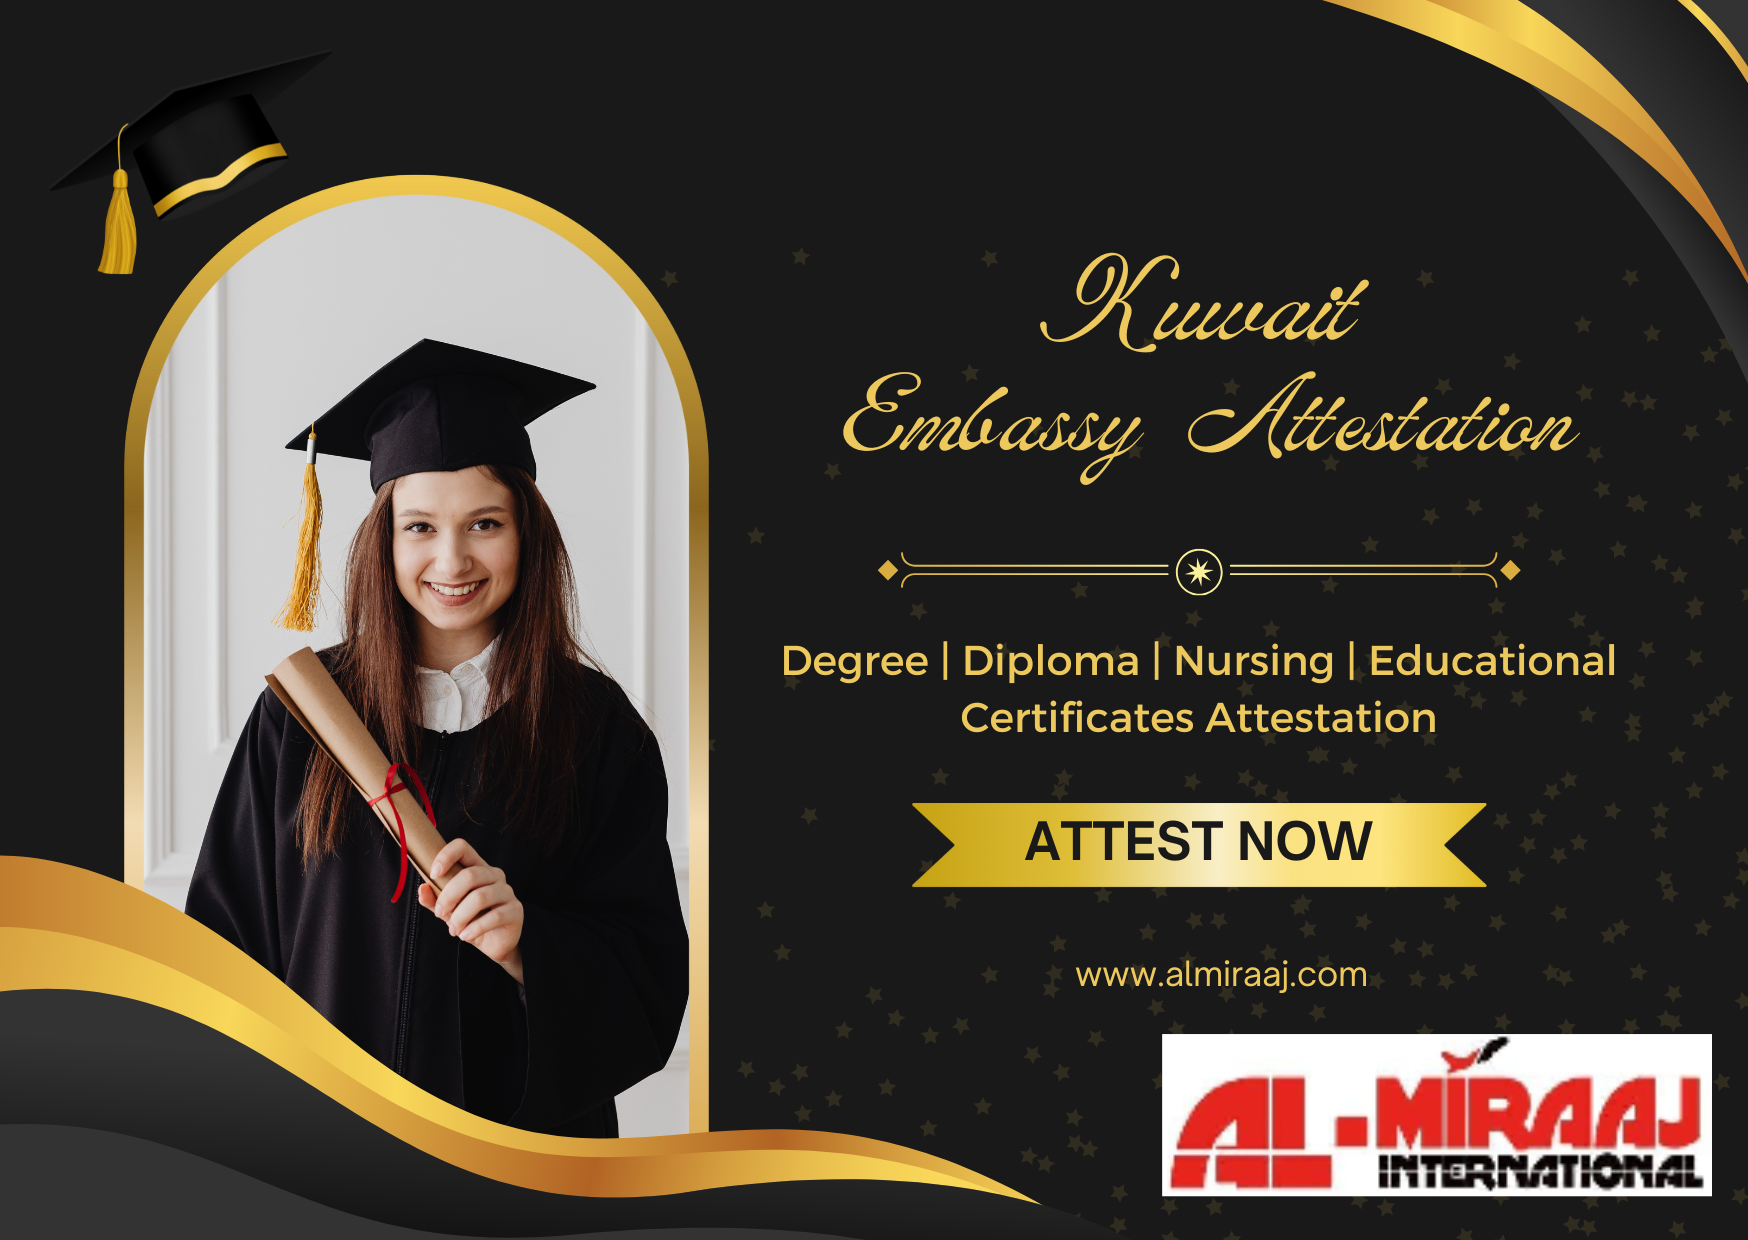 Kuwait
Embassy Attestation
Degree | Diploma | Nursing | Educational
Certificates Attestation
ATTEST NOW
www.almiraaj.com
AL-MIRAAJ
INTERNATIONAL